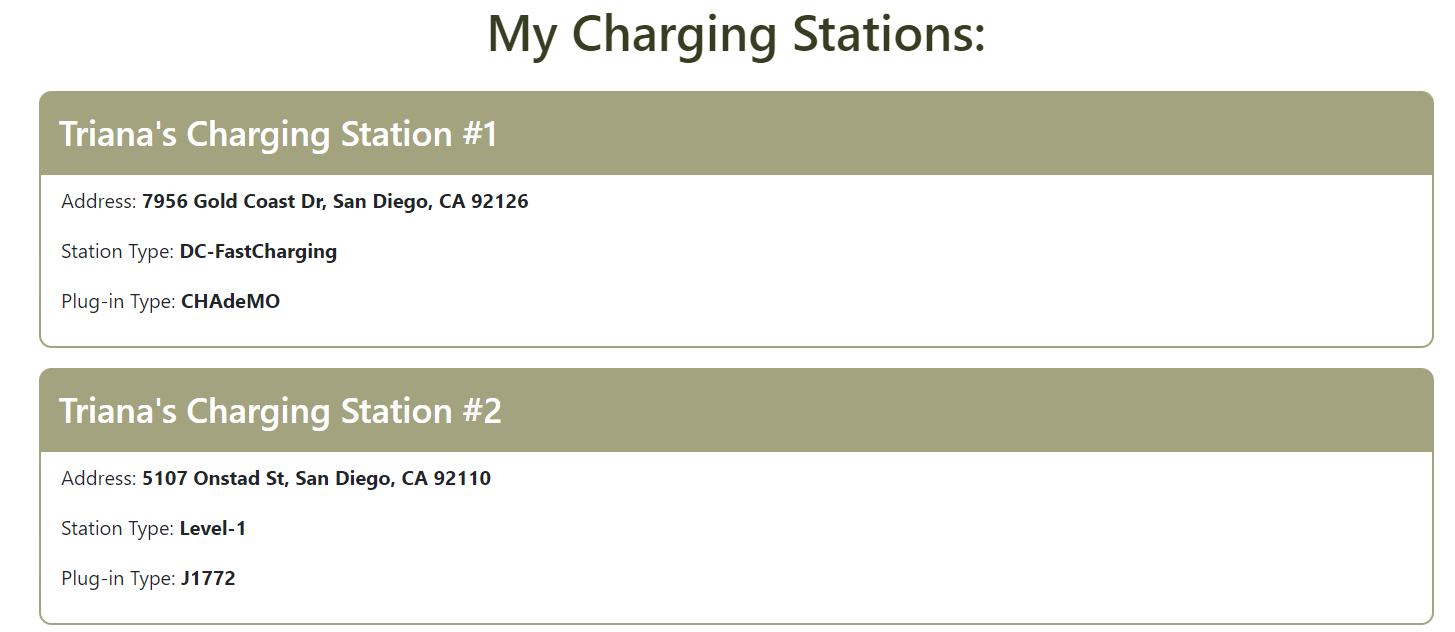 My Charging Stations:
Triana's Charging Station #1
Address: 7956 Gold Coast Dr, San Diego, CA 92126
Station Type: DC-FastCharging
Plug-in Type: CHAdeMO
Triana's Charging Station #2
Address: 5107 Onstad St, San Diego, CA 92110
Station Type: Level-1
Plug-in Type: J1772